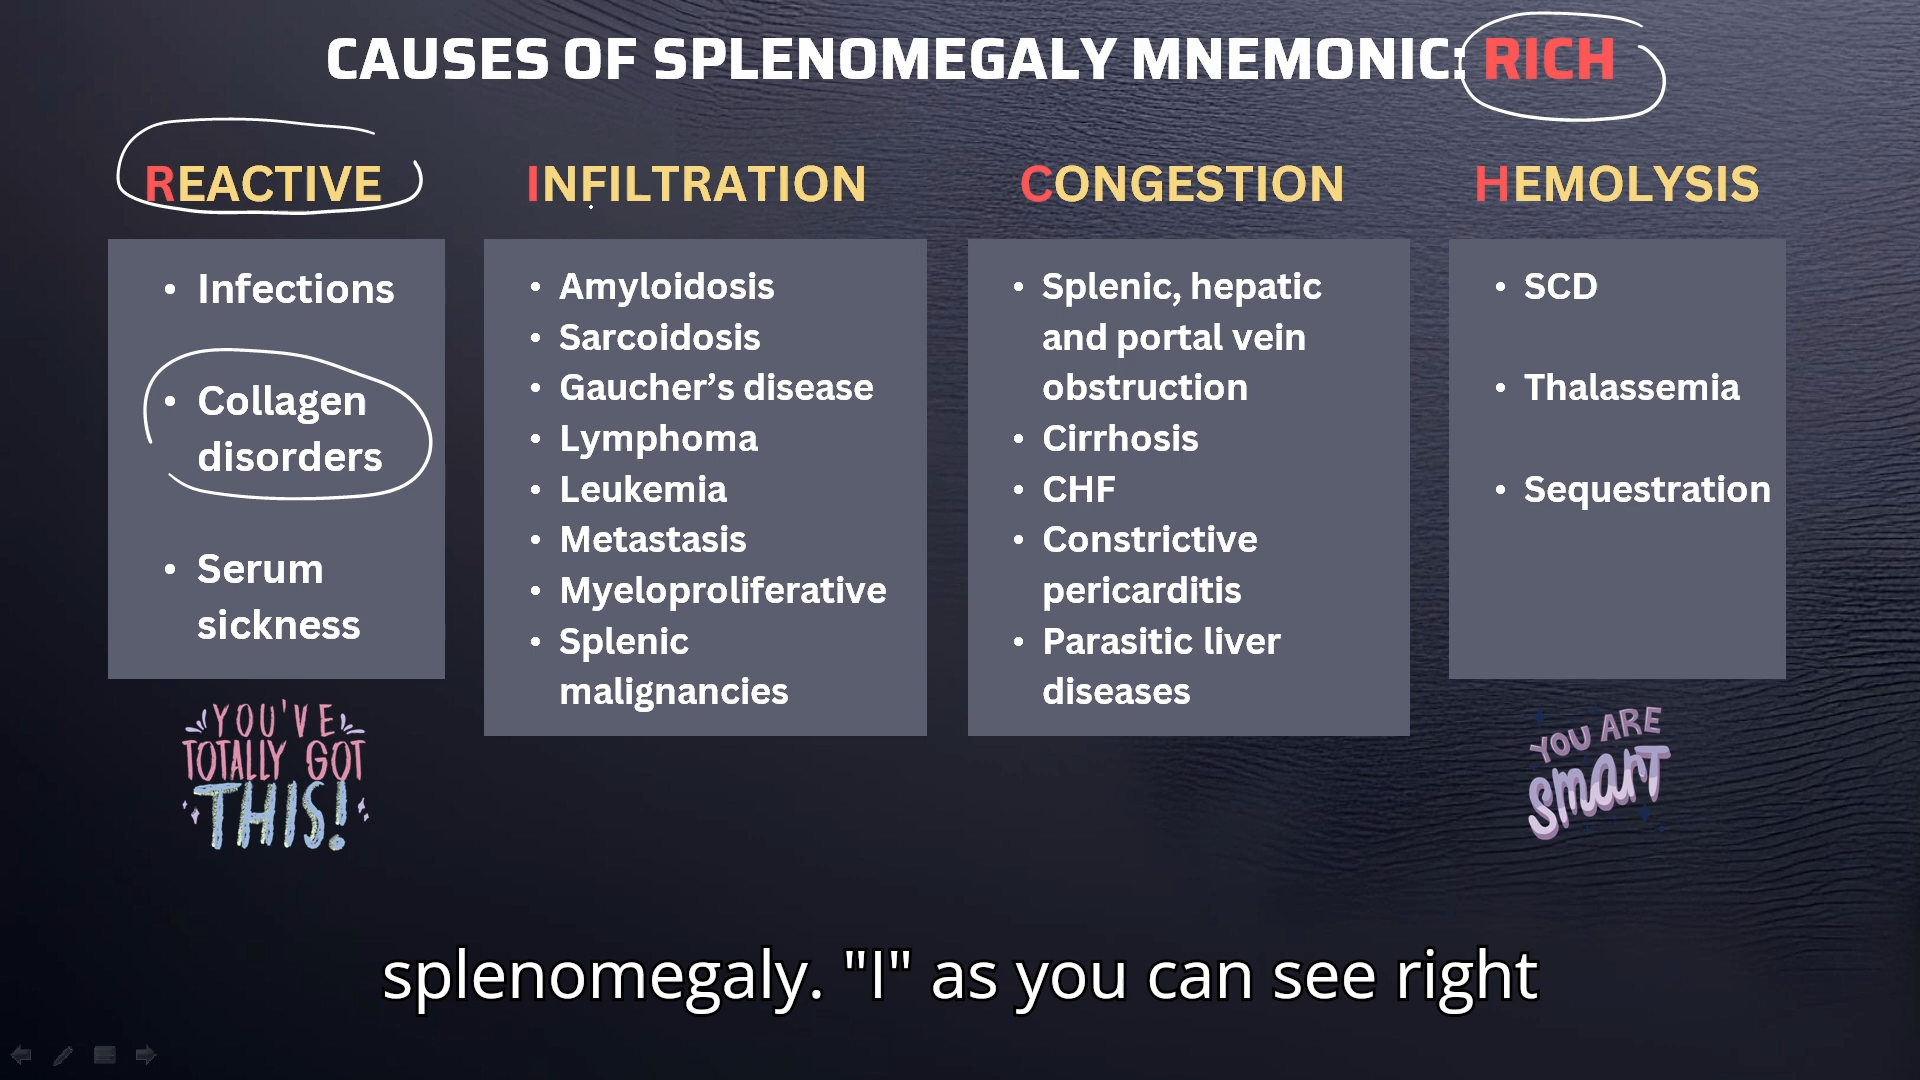 CAUSES OF SPLENOMEGALY MNEMONIC: RICH
REACTIVE
• Infections
• Collagen
disorders
• Serum
sickness
INFILTRATION
• Amyloidosis
• Sarcoidosis
• Gaucher’s disease
• Lymphoma
• Leukemia
• Metastasis
• Myeloproliferative
• Splenic
malignancies
CONGESTION
• Splenic, hepatic
and portal vein
obstruction
• Cirrhosis
• CHF
• Constrictive
pericarditis
• Parasitic liver
diseases
HEMOLYSIS
• SCD
• Thalassemia
• Sequestration
YOU'VE
TOTALLY GOT
THIS!
YOU ARE
smart
splenomegaly. "I" as you can see right